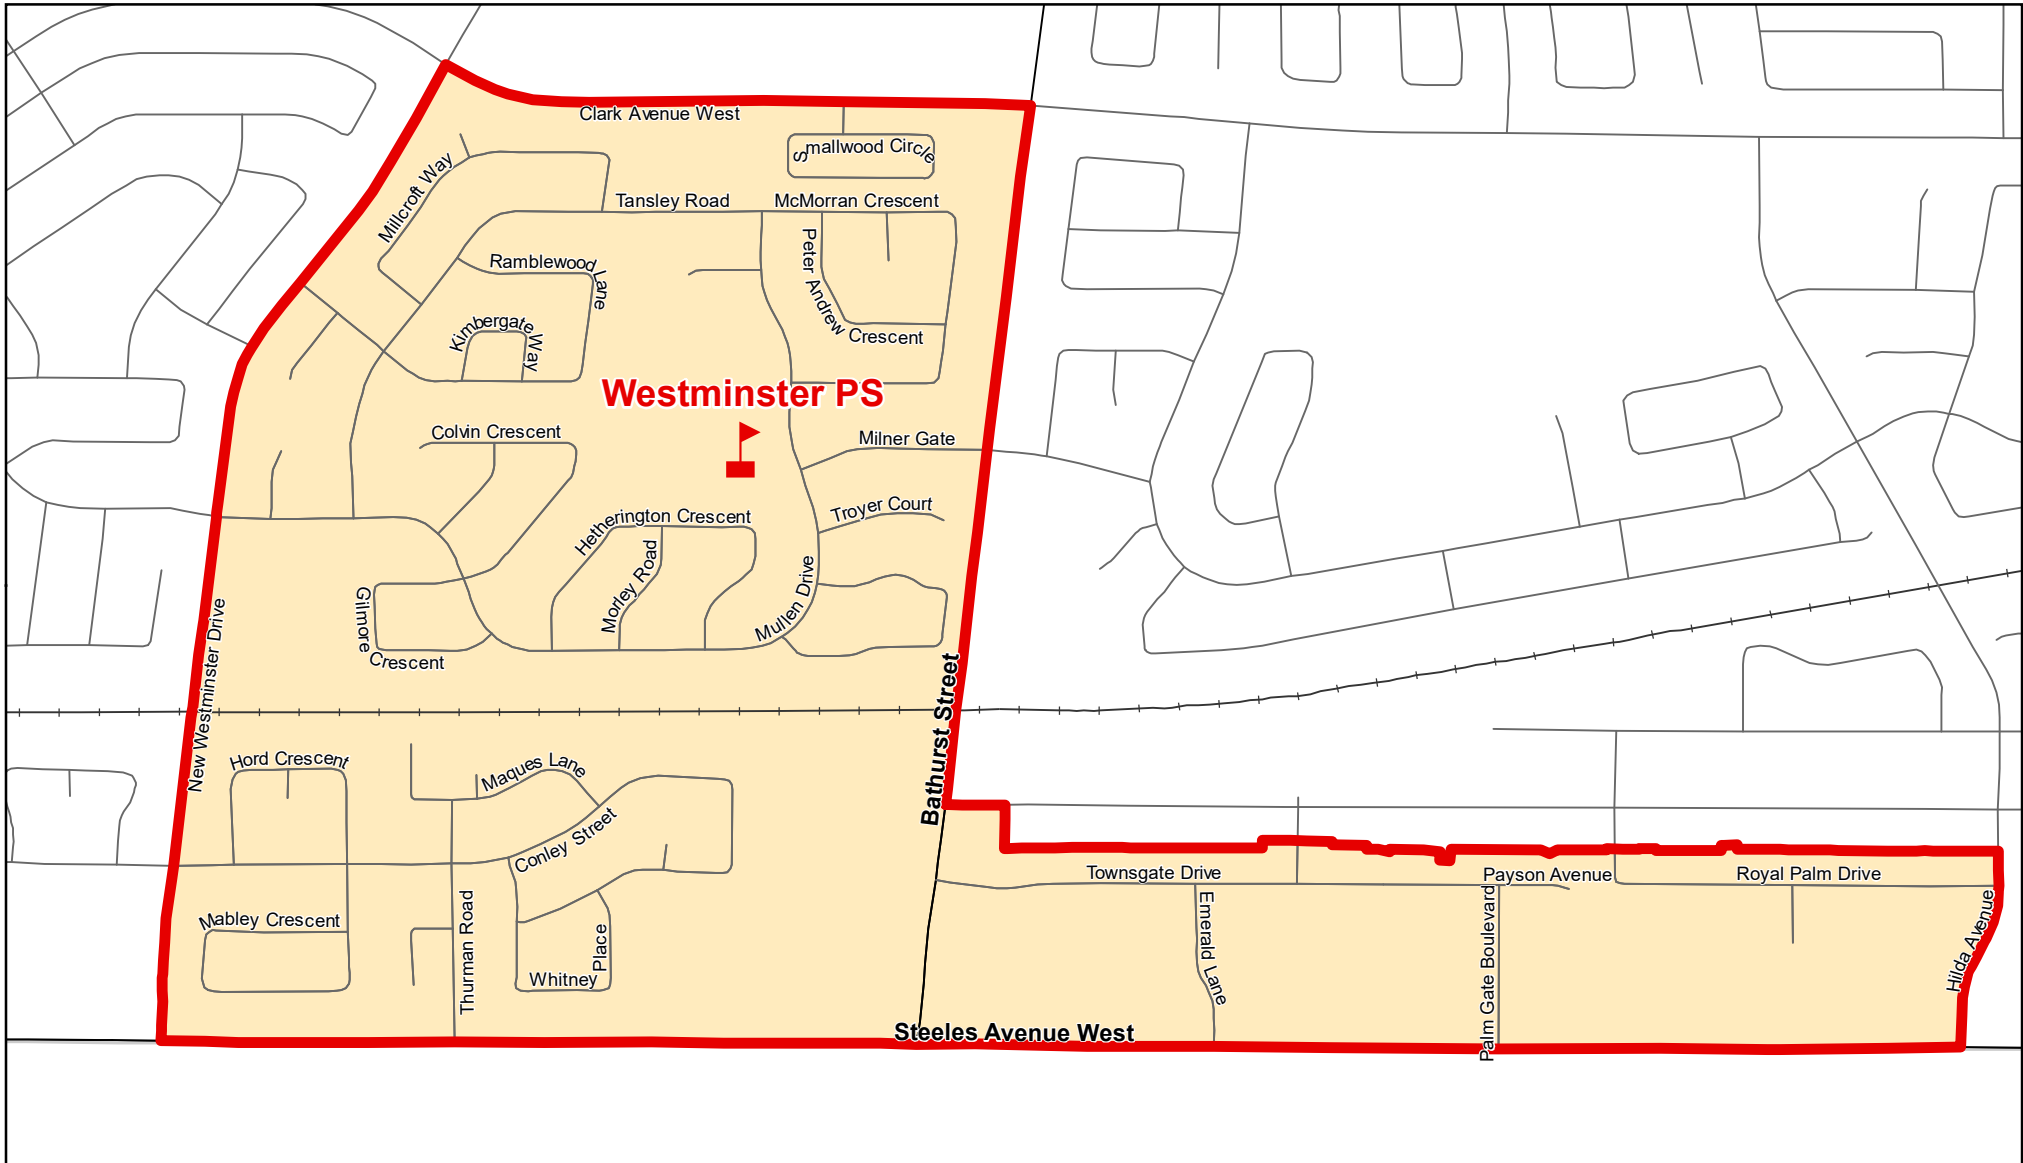 Clark Avenue West
Smallwood Circle
Millcroft Way
Tansley Road
McMorran Crescent
Peter Andrew Crescent
Ramblewood Lane
Kimbergate Way
Westminster PS
Colvin Crescent
Milner Gate
Troyer Court
Hetherington Crescent
Morley Road
Mullen Drive
Gilmore Crescent
New Westminster Drive
Bathurst Street
Hord Crescent
Maques Lane
Conley Street
Mabley Crescent
Thurman Road
Whitney Place
Townsgate Drive
Emerald Lane
Payson Avenue
Palm Gate Boulevard
Royal Palm Drive
Hilda Avenue
Steeles Avenue West